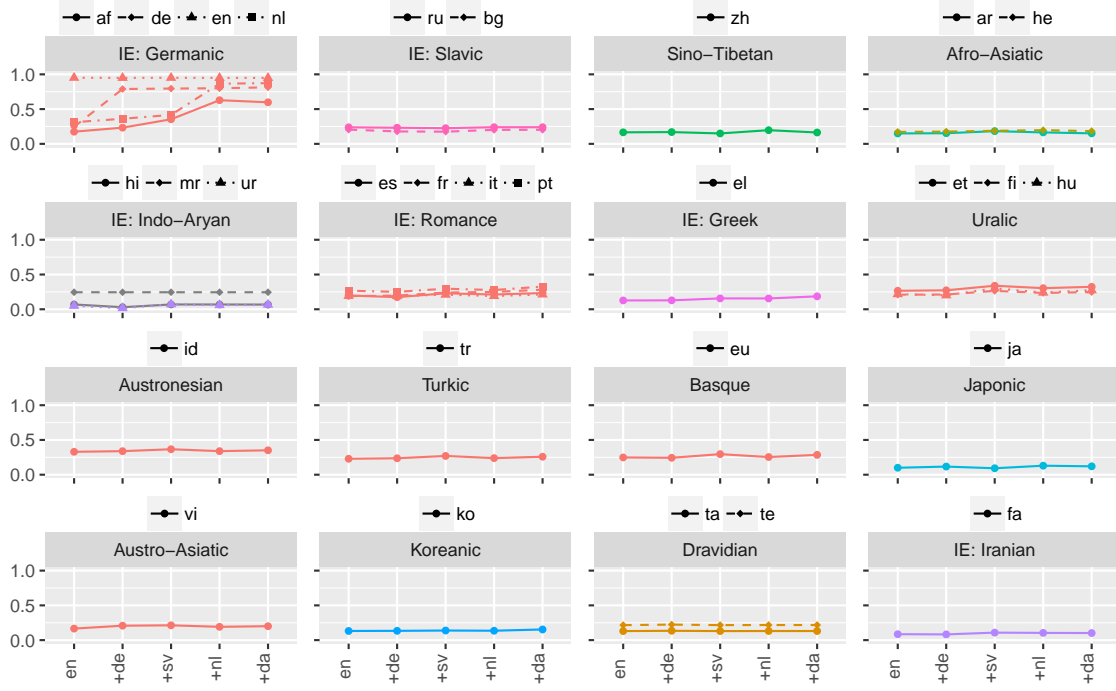 af de en nl ru bg zh ar he
IE: Germanic IE: Slavic Sino−Tibetan Afro−Asiatic
1.0
0.5
0.0
hi mr ur es fr it pt el et fi hu
IE: Indo−Aryan IE: Romance IE: Greek Uralic
1.0
0.5
0.0
id tr eu ja
Austronesian Turkic Basque Japonic
1.0
0.5
0.0
vi ko ta te fa
Austro−Asiatic Koreanic Dravidian IE: Iranian
1.0
0.5
0.0
en +de +sv +nl +da en +de +sv +nl +da en +de +sv +nl +da en +de +sv +nl +da